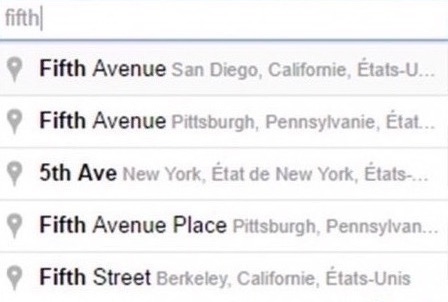 fifth
Fifth Avenue San Diego, Californie, États-U...
Fifth Avenue Pittsburgh, Pennsylvanie, État...
5th Ave New York, État de New York, États-...
Fifth Avenue Place Pittsburgh, Pennsylvan...
Fifth Street Berkeley, Californie, États-Unis